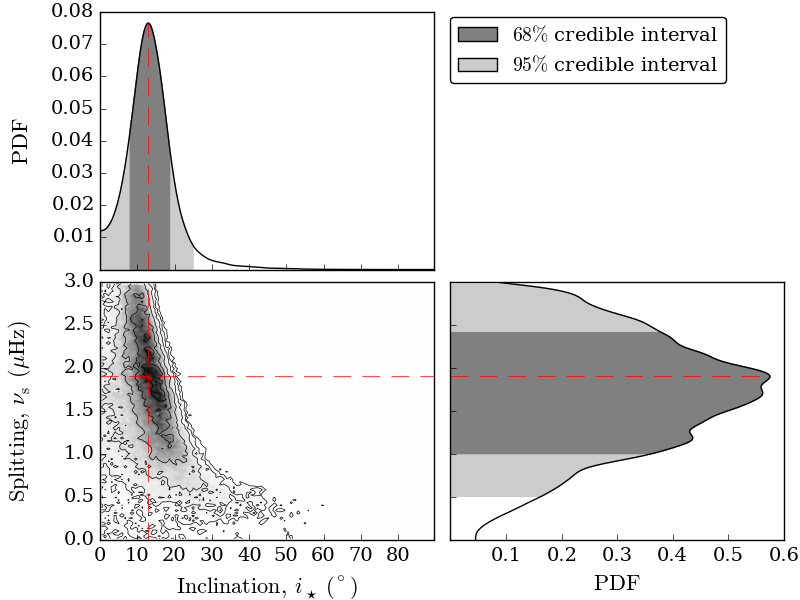 0.08
0.07
0.06
0.05
0.04
0.03
0.02
0.01
PDF
68% credible interval
95% credible interval
3.0
2.5
2.0
1.5
1.0
0.5
0.0
Splitting, νs (μHz)
0 10 20 30 40 50 60 70 80
Inclination, i⋆ (°)
0.1 0.2 0.3 0.4 0.5 0.6
PDF